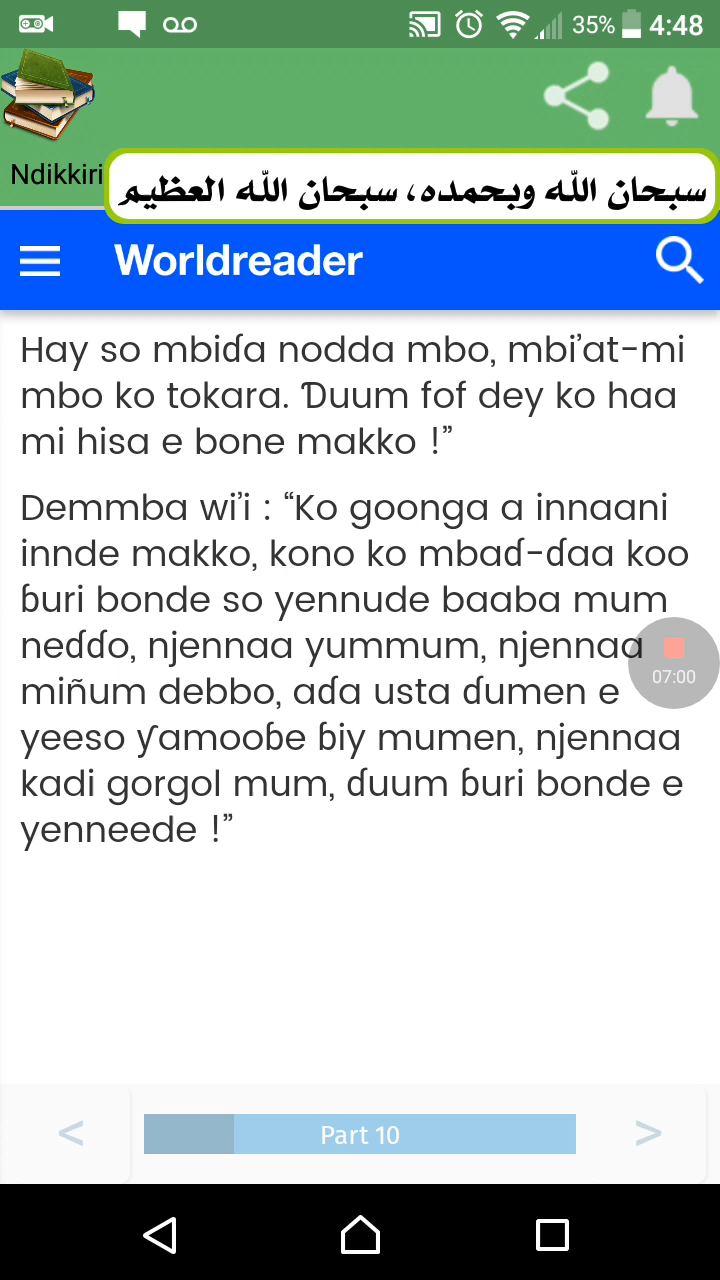 35% 4:48
Ndikkiri
سبحان الله وبحمده، سبحان الله العظيم
Worldreader
Hay so mbiɗa nodda mbo, mbi’at-mi
mbo ko tokara. Ɗuum fof dey ko haa
mi hisa e bone makko !”
Demmba wi’i : “Ko goonga a innaani
innde makko, kono ko mbaɗ-ɗaa koo
ɓuri bonde so yennude baaba mum
neɗɗo, njennaa yummum, njennaa
07:00
miñum debbo, aɗa usta ɗumen e
yeeso ƴamooɓe ɓiy mumen, njennaa
kadi gorgol mum, ɗuum ɓuri bonde e
yenneede !”
< Part 10 >